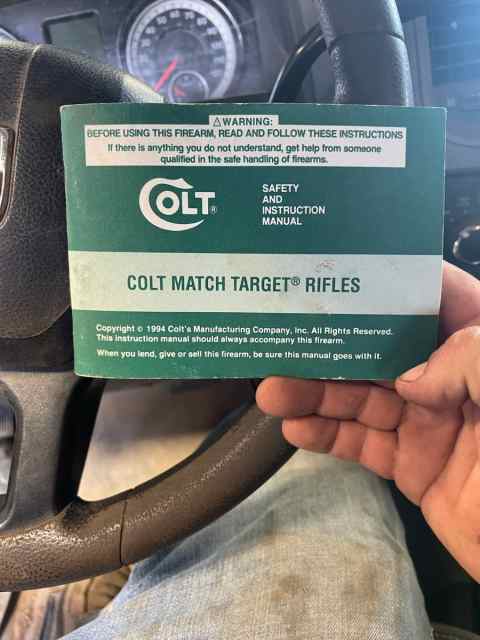 ⚠WARNING:
BEFORE USING THIS FIREARM, READ AND FOLLOW THESE INSTRUCTIONS
If there is anything you do not understand, get help from someone
qualified in the safe handling of firearms.
COLT®
SAFETY
AND
INSTRUCTION
MANUAL
COLT MATCH TARGET® RIFLES
Copyright © 1994 Colt's Manufacturing Company, Inc. All Rights Reserved.
This instruction manual should always accompany this firearm.
When you lend, give or sell this firearm, be sure this manual goes with it.